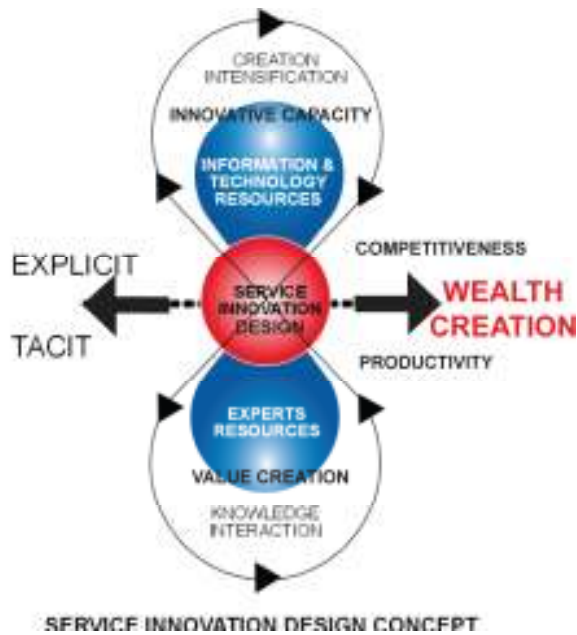 CREATION
INTENSIFICATION
INNOVATIVE CAPACITY
INFORMATION &
TECHNOLOGY
RESOURCES
EXPLICIT
TACIT
SERVICE
INNOVATION
DESIGN
COMPETITIVENESS
WEALTH
CREATION
PRODUCTIVITY
EXPERTS
RESOURCES
VALUE CREATION
KNOWLEDGE
INTERACTION
SERVICE INNOVATION DESIGN CONCEPT